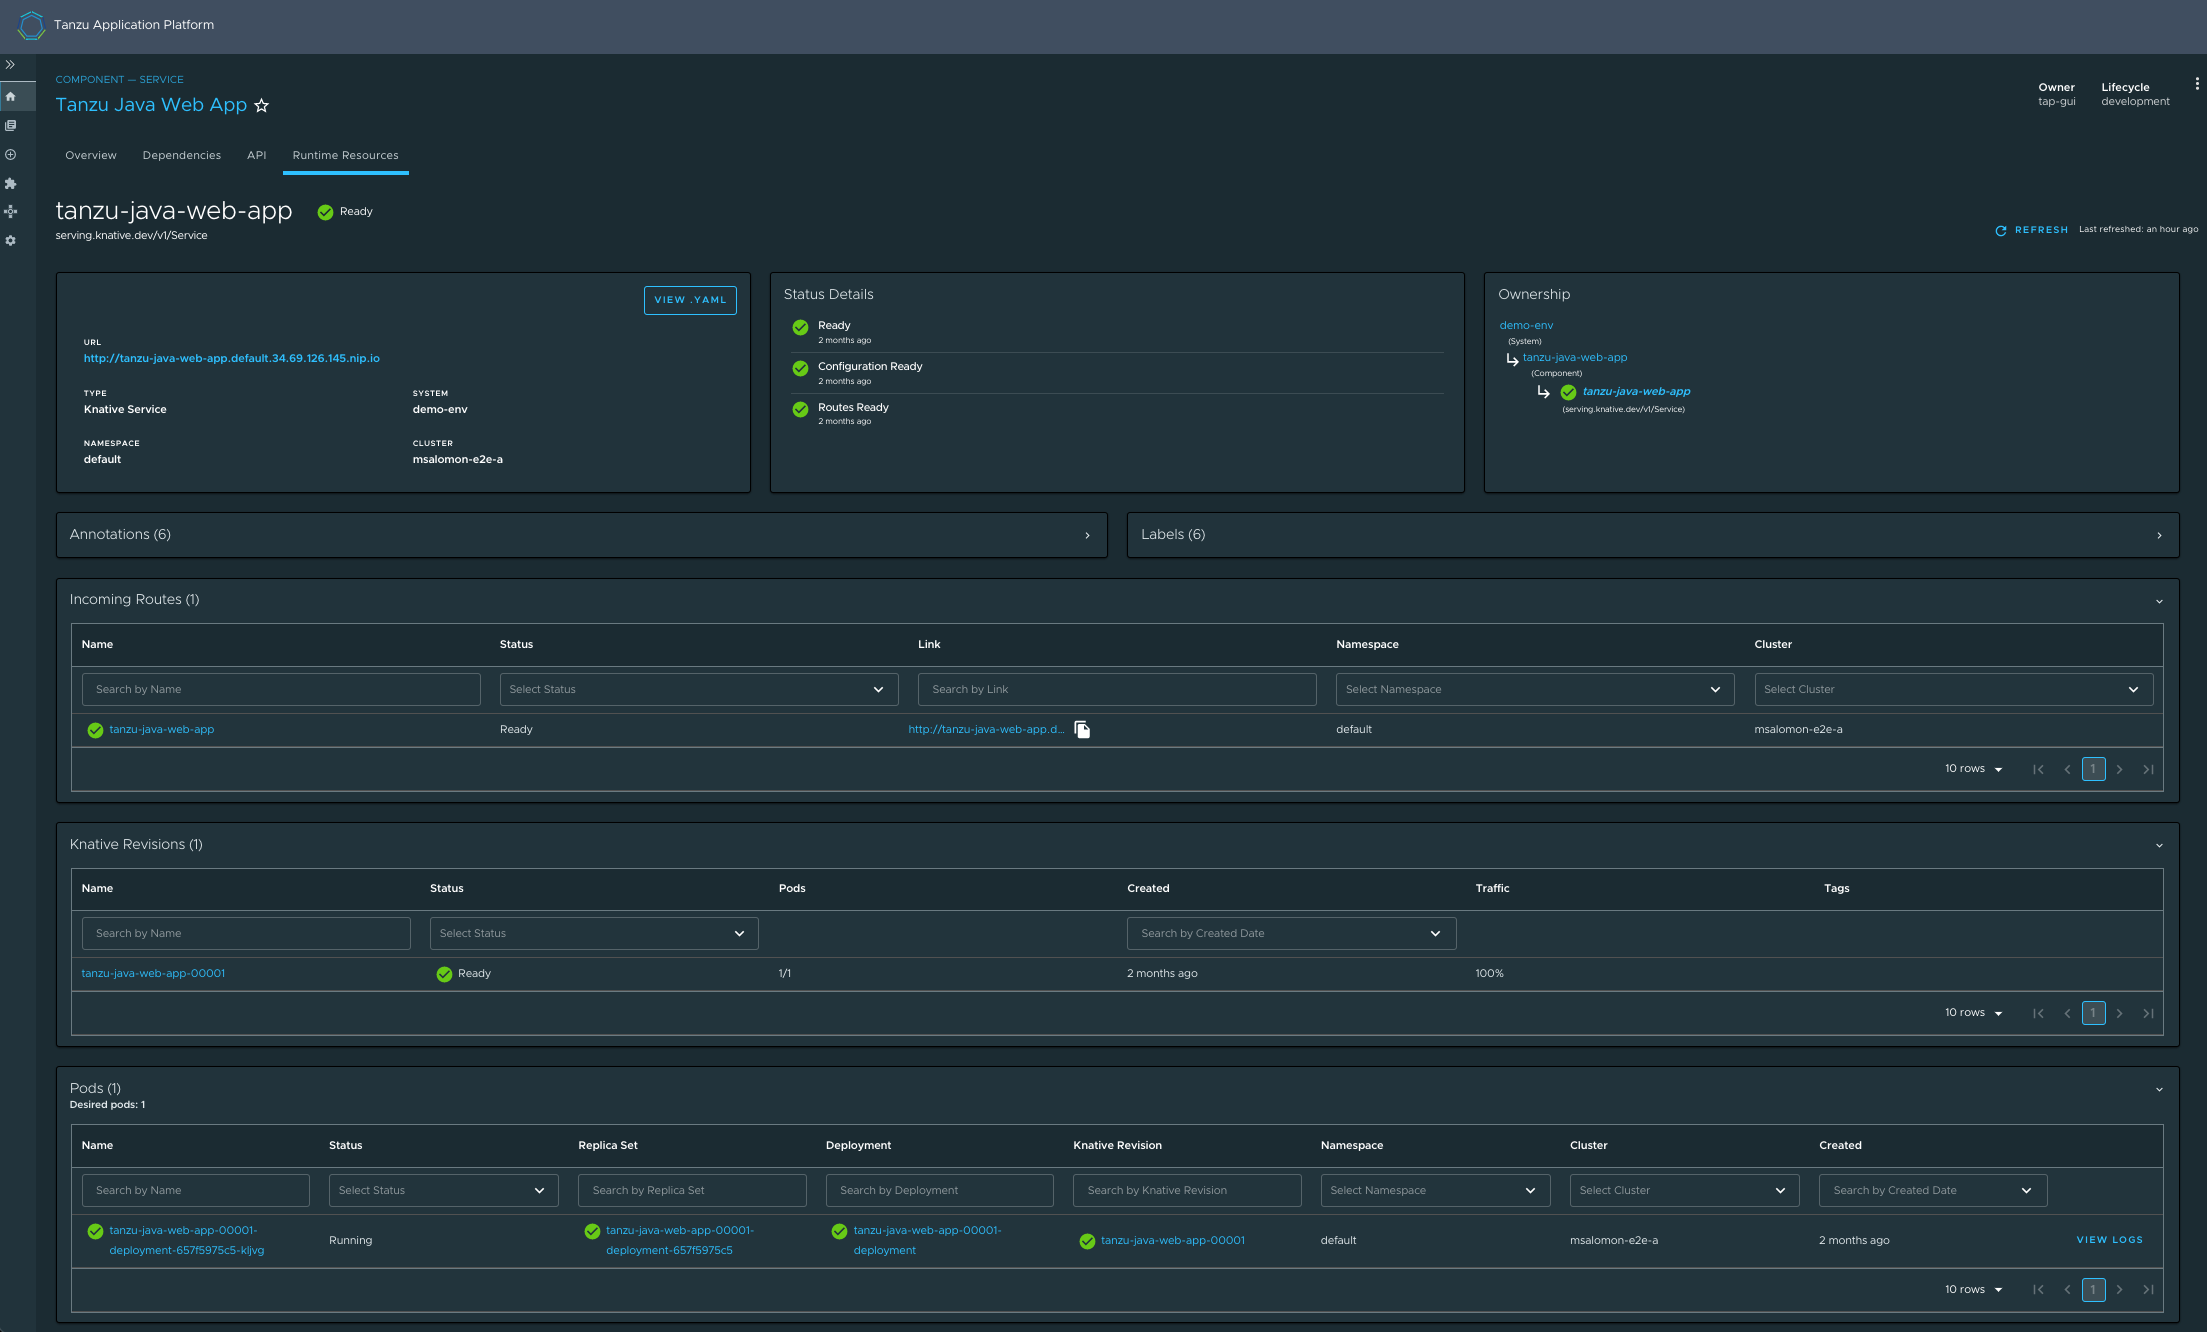 Tanzu Application Platform
COMPONENT — SERVICE
Tanzu Java Web App
Owner
tap-gui
Lifecycle
development
Overview
Dependencies
API
Runtime Resources
tanzu-java-web-app
Ready
serving.knative.dev/v1/Service
REFRESH
Last refreshed: an hour ago
VIEW .YAML
URL
http://tanzu-java-web-app.default.34.69.126.145.nip.io
TYPE
Knative Service
SYSTEM
demo-env
NAMESPACE
default
CLUSTER
msalomon-e2e-a
Status Details
Ready
2 months ago
Configuration Ready
2 months ago
Routes Ready
2 months ago
Ownership
demo-env
(System)
tanzu-java-web-app
(Component)
tanzu-java-web-app
(serving.knative.dev/v1/Service)
Annotations (6)
Labels (6)
Incoming Routes (1)
Name Status Link Namespace Cluster
Search by Name Select Status Search by Link Select Namespace Select Cluster
tanzu-java-web-app Ready http://tanzu-java-web-app.d... default msalomon-e2e-a
10 rows 1
Knative Revisions (1)
Name Status Pods Created Traffic Tags
Search by Name Select Status Search by Created Date
tanzu-java-web-app-00001 Ready 1/1 2 months ago 100%
10 rows 1
Pods (1)
Desired pods: 1
Name Status Replica Set Deployment Knative Revision Namespace Cluster Created
Search by Name Select Status Search by Replica Set Search by Deployment Search by Knative Revision Select Namespace Select Cluster Search by Created Date
tanzu-java-web-app-00001-
deployment-657f5975c5-kljvg
Running
tanzu-java-web-app-00001-
deployment-657f5975c5
tanzu-java-web-app-00001-
deployment
tanzu-java-web-app-00001
default
msalomon-e2e-a
2 months ago
VIEW LOGS
10 rows 1